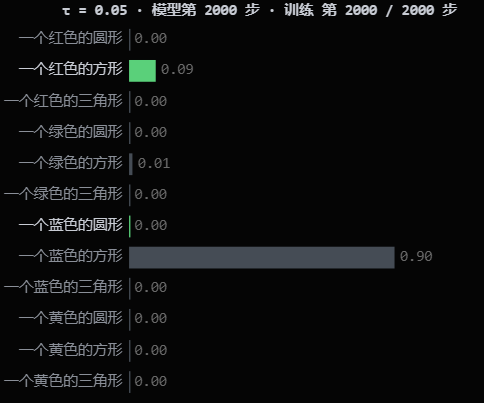 τ = 0.05 · 模型第 2000 步 · 训练 第 2000 / 2000 步
一个红色的圆形 0.00
一个红色的方形 0.09
一个红色的三角形 0.00
一个绿色的圆形 0.00
一个绿色的方形 0.01
一个绿色的三角形 0.00
一个蓝色的圆形 0.00
一个蓝色的方形 0.90
一个蓝色的三角形 0.00
一个黄色的圆形 0.00
一个黄色的方形 0.00
一个黄色的三角形 0.00